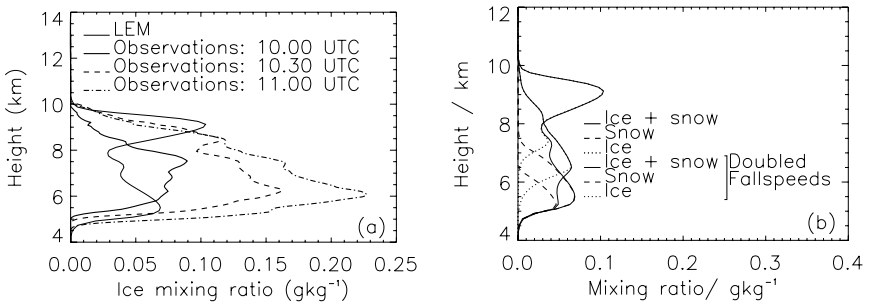 14
12
10
8
6
4
Height (km)
LEM
Observations: 10.00 UTC
Observations: 10.30 UTC
Observations: 11.00 UTC
(a)
0.00 0.05 0.10 0.15 0.20 0.25
Ice mixing ratio (gkg⁻¹)
12
10
8
6
4
Height / km
Ice + snow
Snow
Ice
Ice + snow
Snow
Ice
Doubled
Fallspeeds
(b)
0.0 0.1 0.2 0.3 0.4
Mixing ratio/ gkg⁻¹